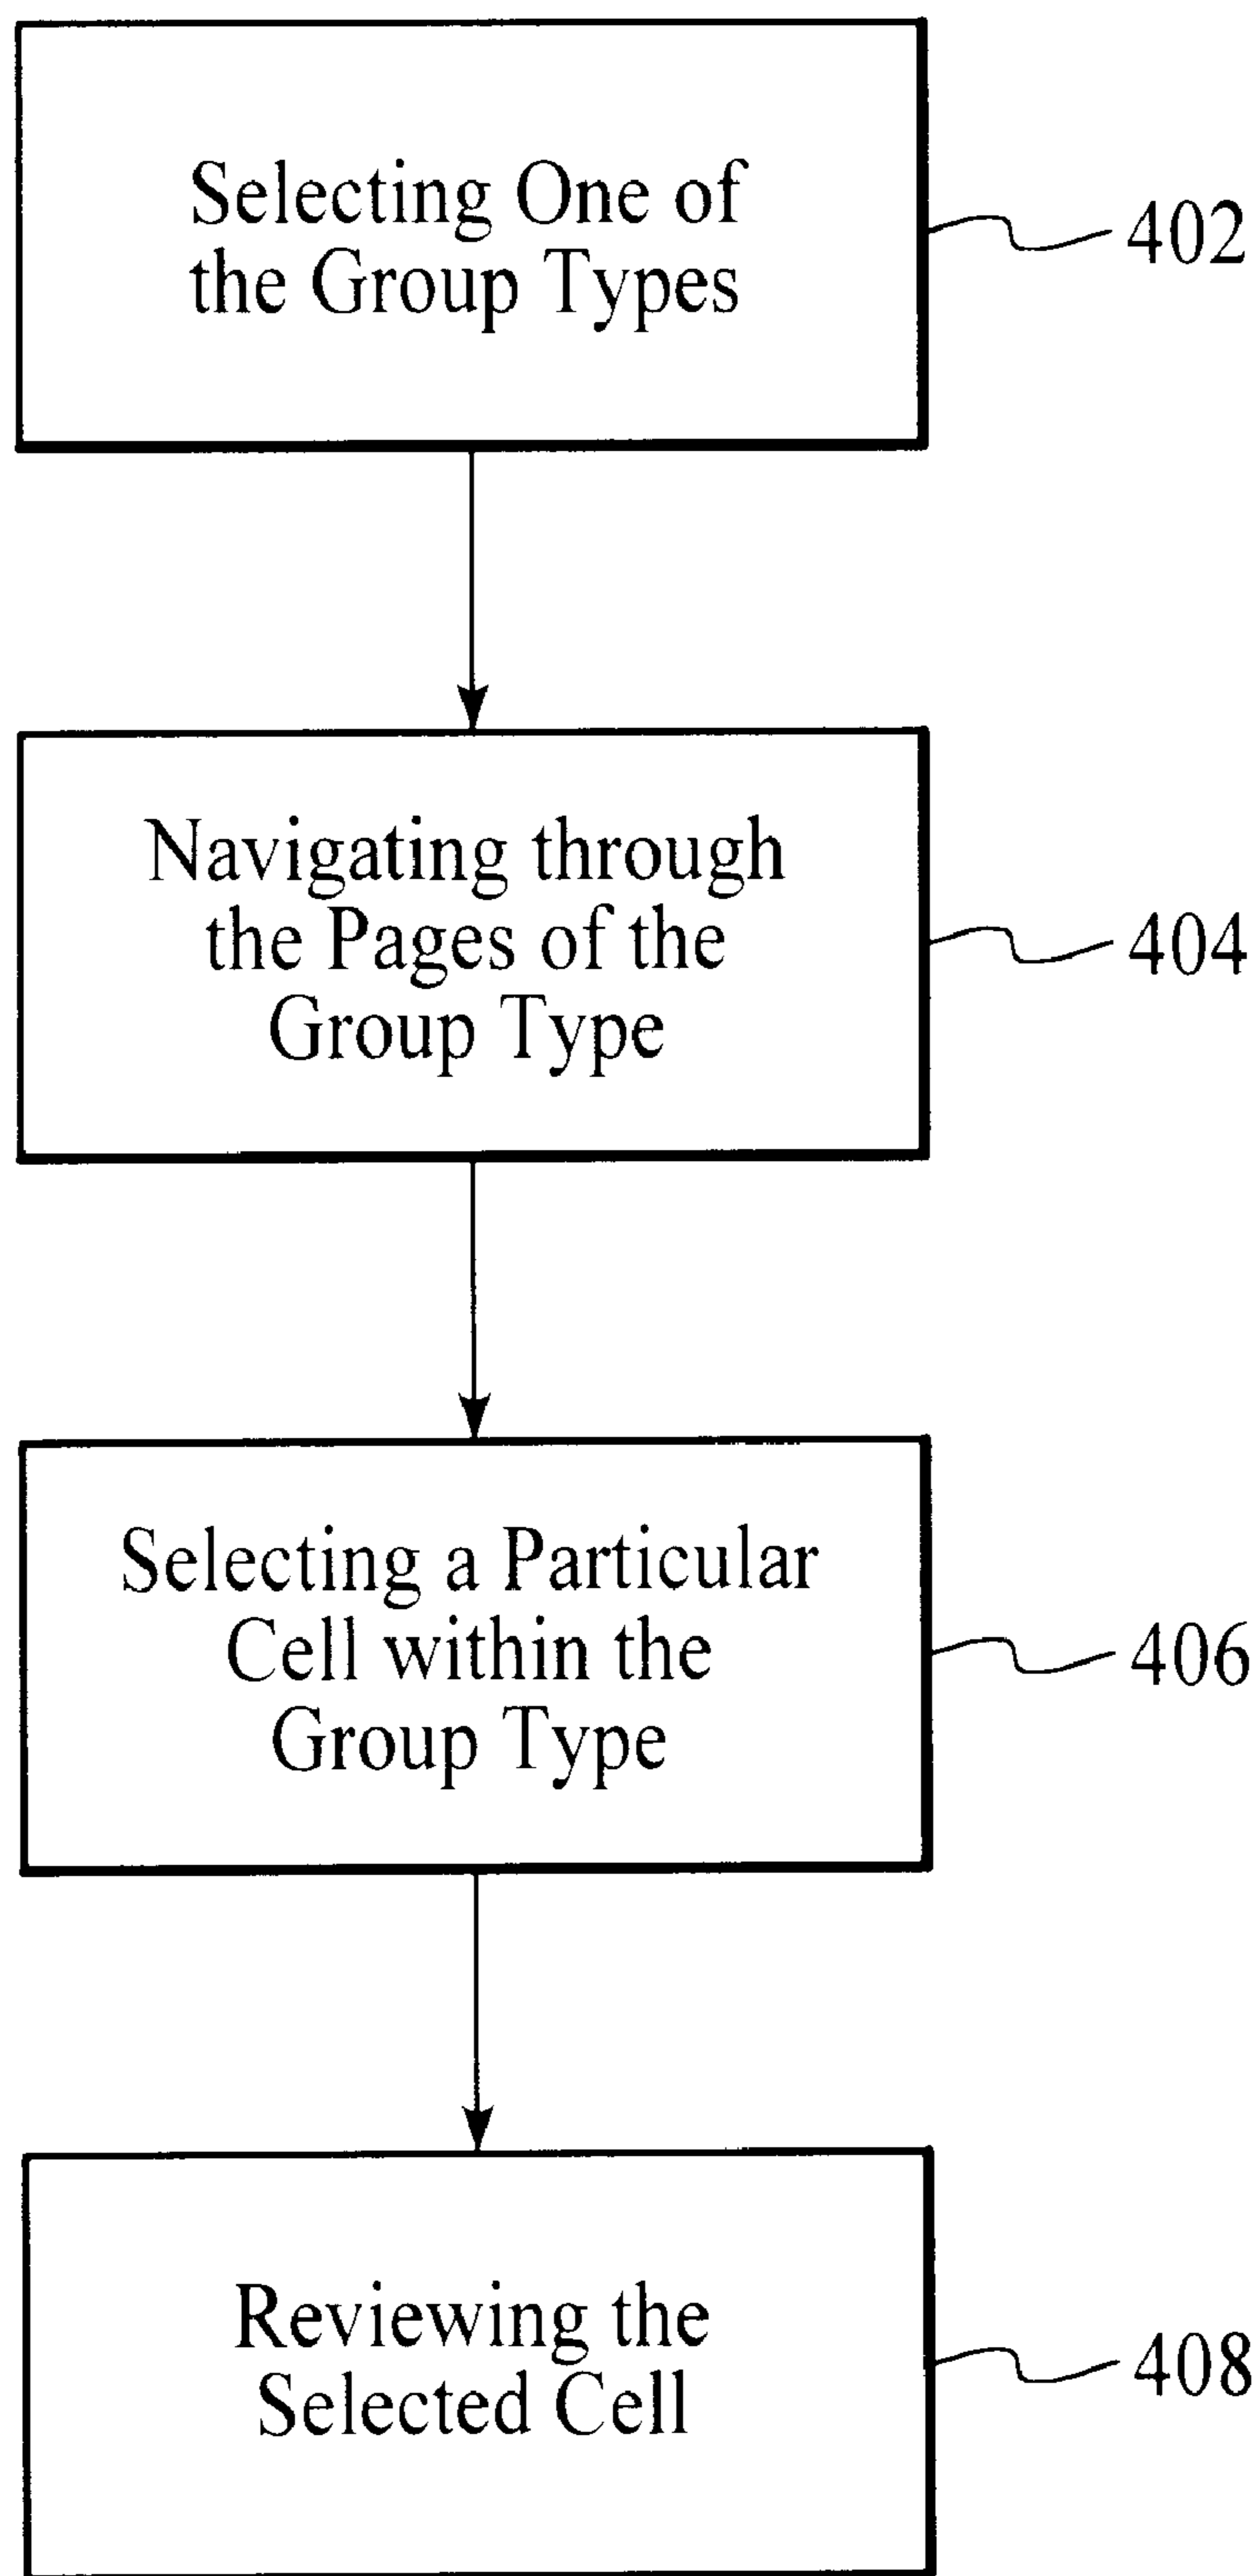 Selecting One of
the Group Types
402
Navigating through
the Pages of the
Group Type
404
Selecting a Particular
Cell within the
Group Type
406
Reviewing the
Selected Cell
408